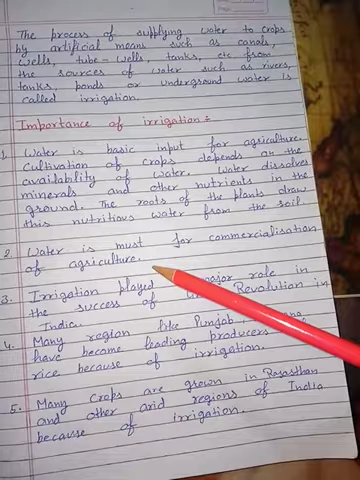 The process of supplying water to crops
by artificial means such as canals,
wells, tube-wells, tanks, etc from
the sources of water such as rivers,
tanks, ponds or underground water is
called irrigation.
Importance of irrigation :-
1. Water is basic input for agriculture.
Cultivation of crops depends on the
availability of water. Water dissolves
minerals and other nutrients in the
ground. The roots of the plants draw
this nutritious water from the soil
2. Water is must for commercialisation
of agriculture.
3. Irrigation played major role in
the success of Revolution in
India.
4. Many region like Punjab
have became leading producers
rice because of irrigation.
5. Many crops are grown in Rajasthan
and other arid regions of India
because of irrigation.